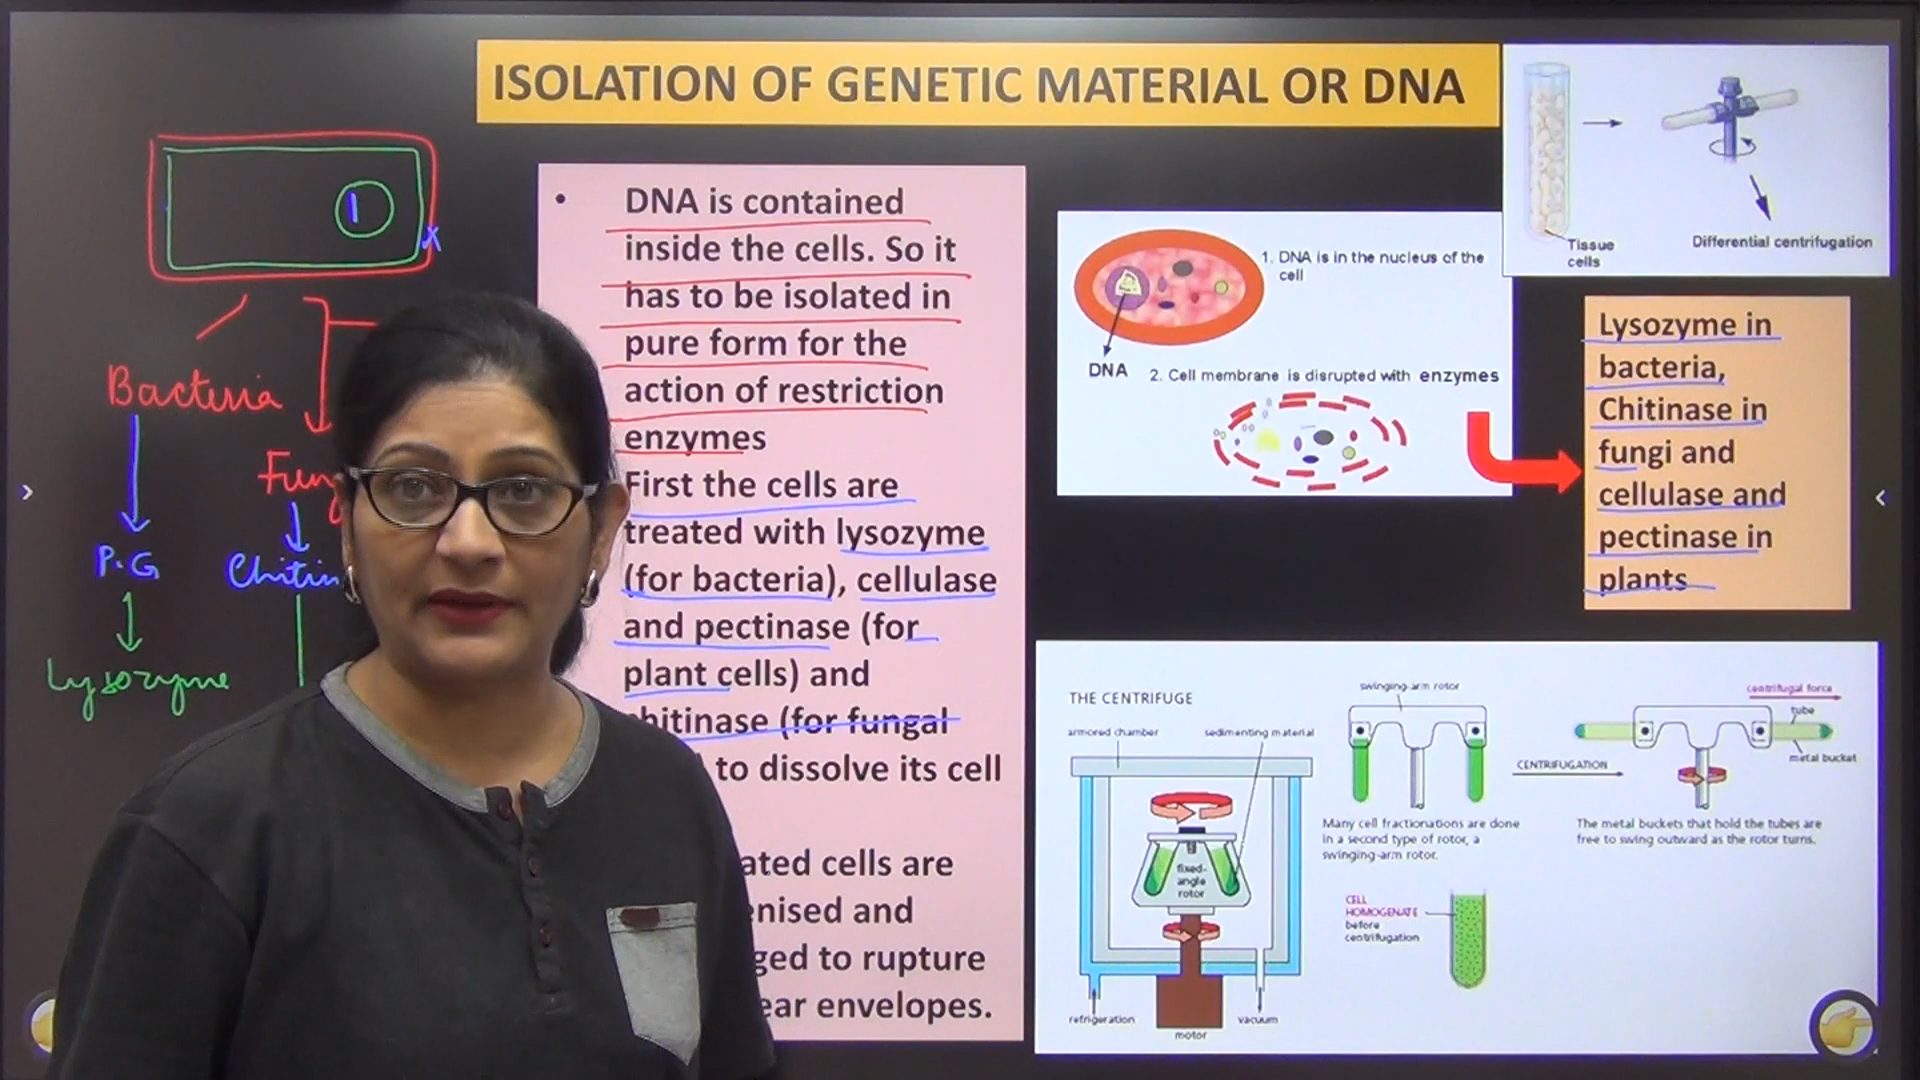 ISOLATION OF GENETIC MATERIAL OR DNA
Bacteria
P.G
Chitin
Lysozyme
• DNA is contained
inside the cells. So it
has to be isolated in
pure form for the
action of restriction
enzymes
First the cells are
treated with lysozyme
(for bacteria), cellulase
and pectinase (for
plant cells) and
(for fungal
to dissolve its cell
cells are
and
to rupture
envelopes.
Tissue
cells
Differential centrifugation
1. DNA is in the nucleus of the
cell
DNA
2. Cell membrane is disrupted with enzymes
Lysozyme in
bacteria,
Chitinase in
fungi and
cellulase and
pectinase in
plants
THE CENTRIFUGE
armored chamber
sedimenting material
fixed-
angle
rotor
refrigeration
motor
vacuum
swinging-arm rotor
CENTRIFUGATION
centrifugal force
tube
metal bucket
Many cell fractionations are done
in a second type of rotor, a
swinging-arm rotor.
The metal buckets that hold the tubes are
free to swing outward as the rotor turns.
CELL
HOMOGENATE
before
centrifugation